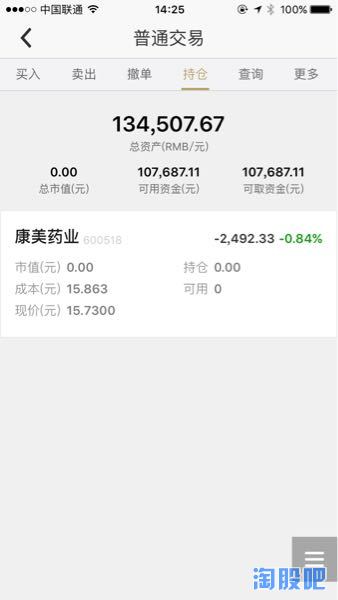 中国联通 14:25 100%
普通交易
买入 卖出 撤单 持仓 查询 更多
134,507.67
总资产(RMB/元)
0.00 107,687.11 107,687.11
总市值(元) 可用资金(元) 可取资金(元)
康美药业 600518 -2,492.33 -0.84%
市值(元) 0.00 持仓 0.00
成本(元) 15.863 可用 0
现价(元) 15.7300
淘股吧